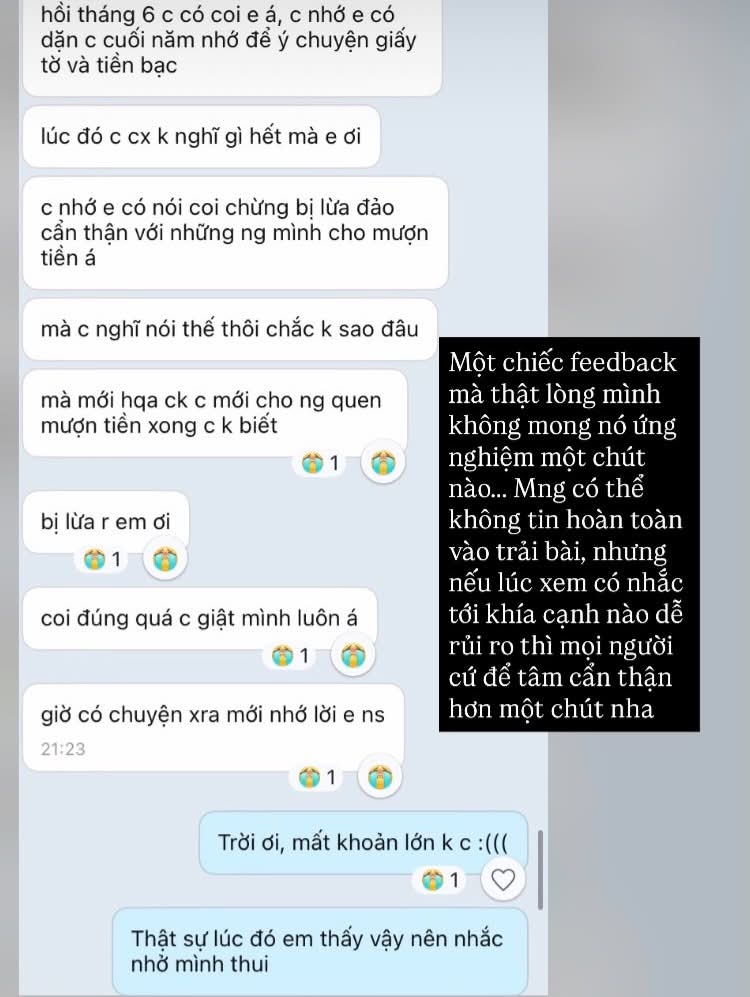 hồi tháng 6 c có coi e á, c nhớ e có
dặn c cuối năm nhớ để ý chuyện giấy
tờ và tiền bạc
lúc đó c cx k nghĩ gì hết mà e ơi
c nhớ e có nói coi chừng bị lừa đảo
cẩn thận với những ng mình cho mượn
tiền á
mà c nghĩ nói thế thôi chắc k sao đâu
mà mới hqa ck c mới cho ng quen
mượn tiền xong c k biết
1
bị lừa r em ơi
1
coi đúng quá c giật mình luôn á
1
giờ có chuyện xra mới nhớ lời e ns
21:23
1
Trời ơi, mất khoản lớn k c :(((
1
Thật sự lúc đó em thấy vậy nên nhắc
nhở mình thui
Một chiếc feedback
mà thật lòng mình
không mong nó ứng
nghiệm một chút
nào... Mng có thể
không tin hoàn toàn
vào trải bài, nhưng
nếu lúc xem có nhắc
tới khía cạnh nào dễ
rủi ro thì mọi người
cứ để tâm cẩn thận
hơn một chút nha